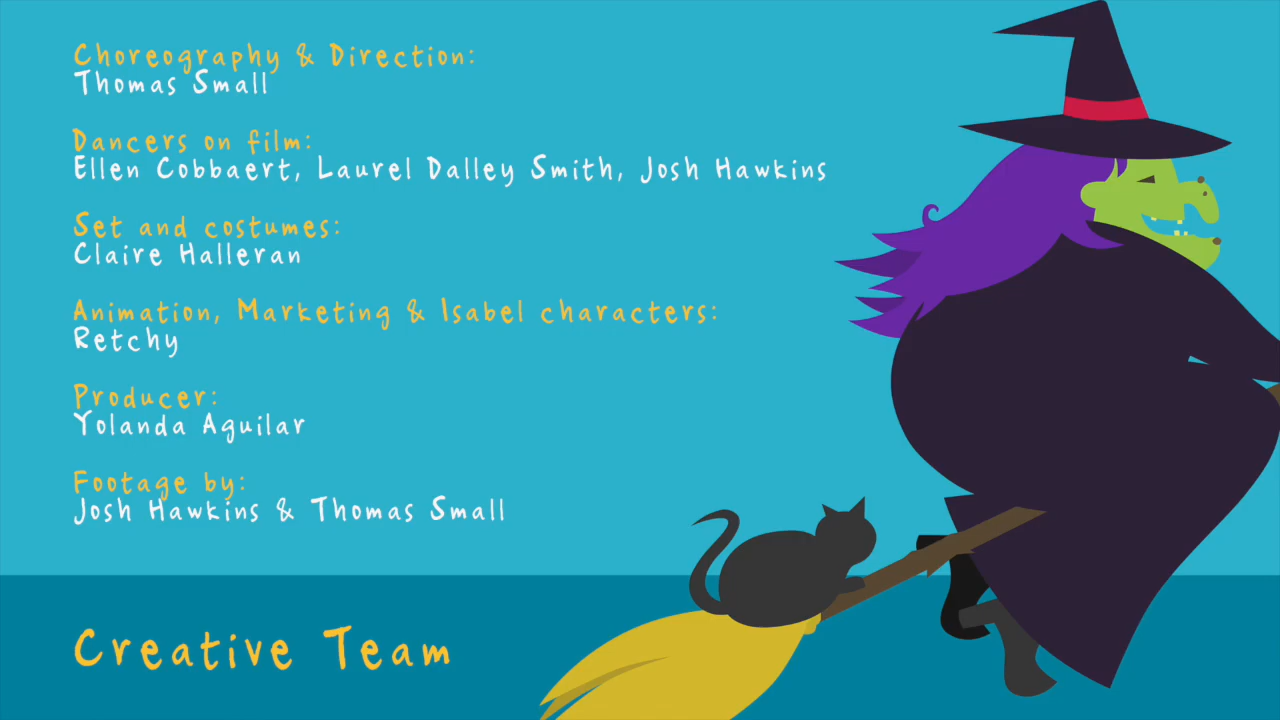 Choreography & Direction:
Thomas Small
Dancers on film:
Ellen Cobbaert, Laurel Dalley Smith, Josh Hawkins
Set and costumes:
Claire Halleran
Animation, Marketing & Isabel characters:
Retchy
Producer:
Yolanda Aguilar
Footage by:
Josh Hawkins & Thomas Small
Creative Team